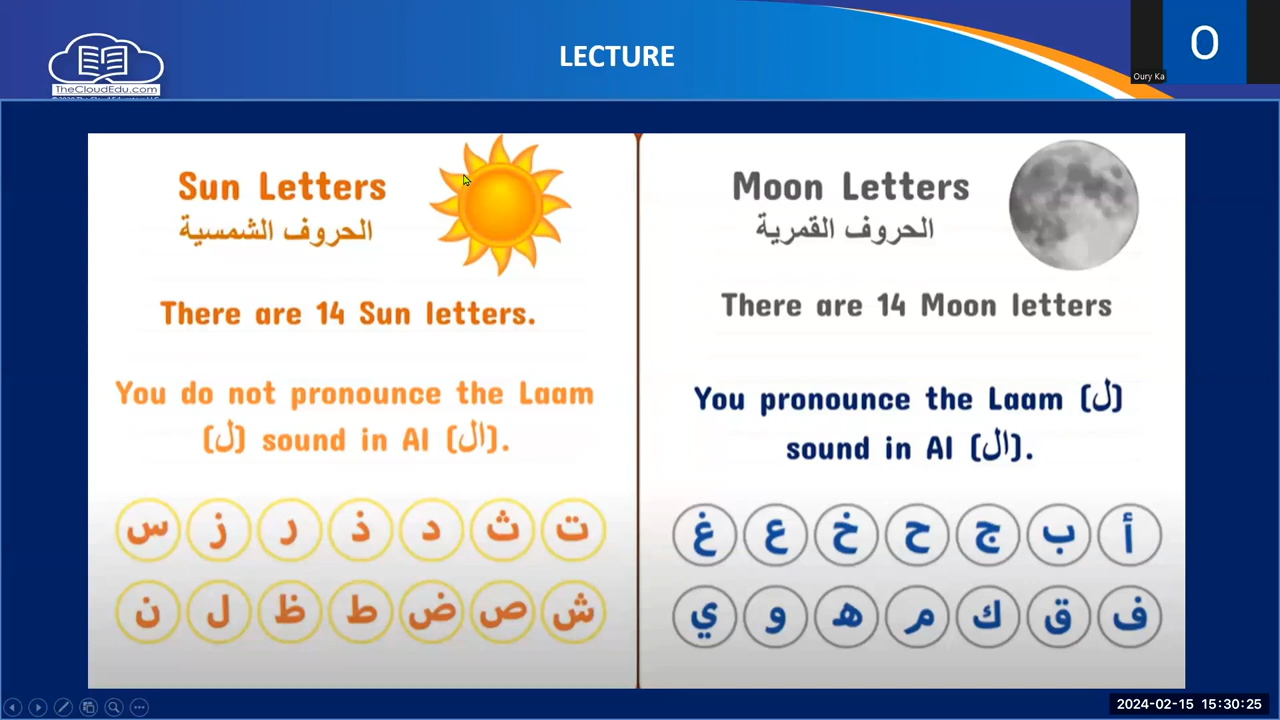 LECTURE
TheCloudEdu.com
O
Oury Ka
Sun Letters
الحروف الشمسية
There are 14 Sun letters.
You do not pronounce the Laam
(ل) sound in Al (ال).
ت ث د ذ ر ز س
ش ص ض ط ظ ل ن
Moon Letters
الحروف القمرية
There are 14 Moon letters
You pronounce the Laam (ل)
sound in Al (ال).
أ ب ج ح خ ع غ
ف ق ك م ه و ي
2024-02-15 15:30:25